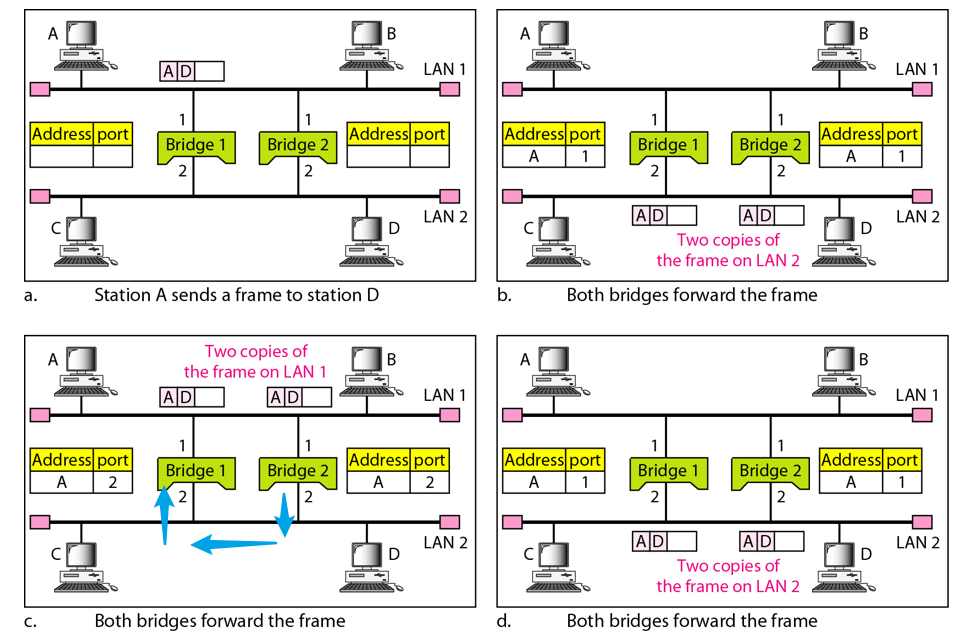 A
B
A D
LAN 1
1
1
Address port
Bridge 1
Bridge 2
Address port
2
2
C
D
LAN 2
a. Station A sends a frame to station D
A
B
LAN 1
1
1
Address port
Bridge 1
Bridge 2
Address port
A 1
A 1
2
2
A D
A D
LAN 2
C
D
Two copies of
the frame on LAN 2
b. Both bridges forward the frame
Two copies of
the frame on LAN 1
A
B
A D
A D
LAN 1
1
1
Address port
Bridge 1
Bridge 2
Address port
A 2
A 2
2
2
C
D
LAN 2
c. Both bridges forward the frame
A
B
LAN 1
1
1
Address port
Bridge 1
Bridge 2
Address port
A 1
A 1
2
2
A D
A D
LAN 2
C
D
Two copies of
the frame on LAN 2
d. Both bridges forward the frame